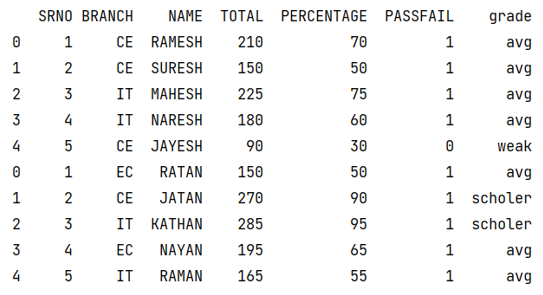 SRNO BRANCH NAME TOTAL PERCENTAGE PASSFAIL grade
0 1 CE RAMESH 210 70 1 avg
1 2 CE SURESH 150 50 1 avg
2 3 IT MAHESH 225 75 1 avg
3 4 IT NARESH 180 60 1 avg
4 5 CE JAYESH 90 30 0 weak
0 1 EC RATAN 150 50 1 avg
1 2 CE JATAN 270 90 1 scholer
2 3 IT KATHAN 285 95 1 scholer
3 4 EC NAYAN 195 65 1 avg
4 5 IT RAMAN 165 55 1 avg